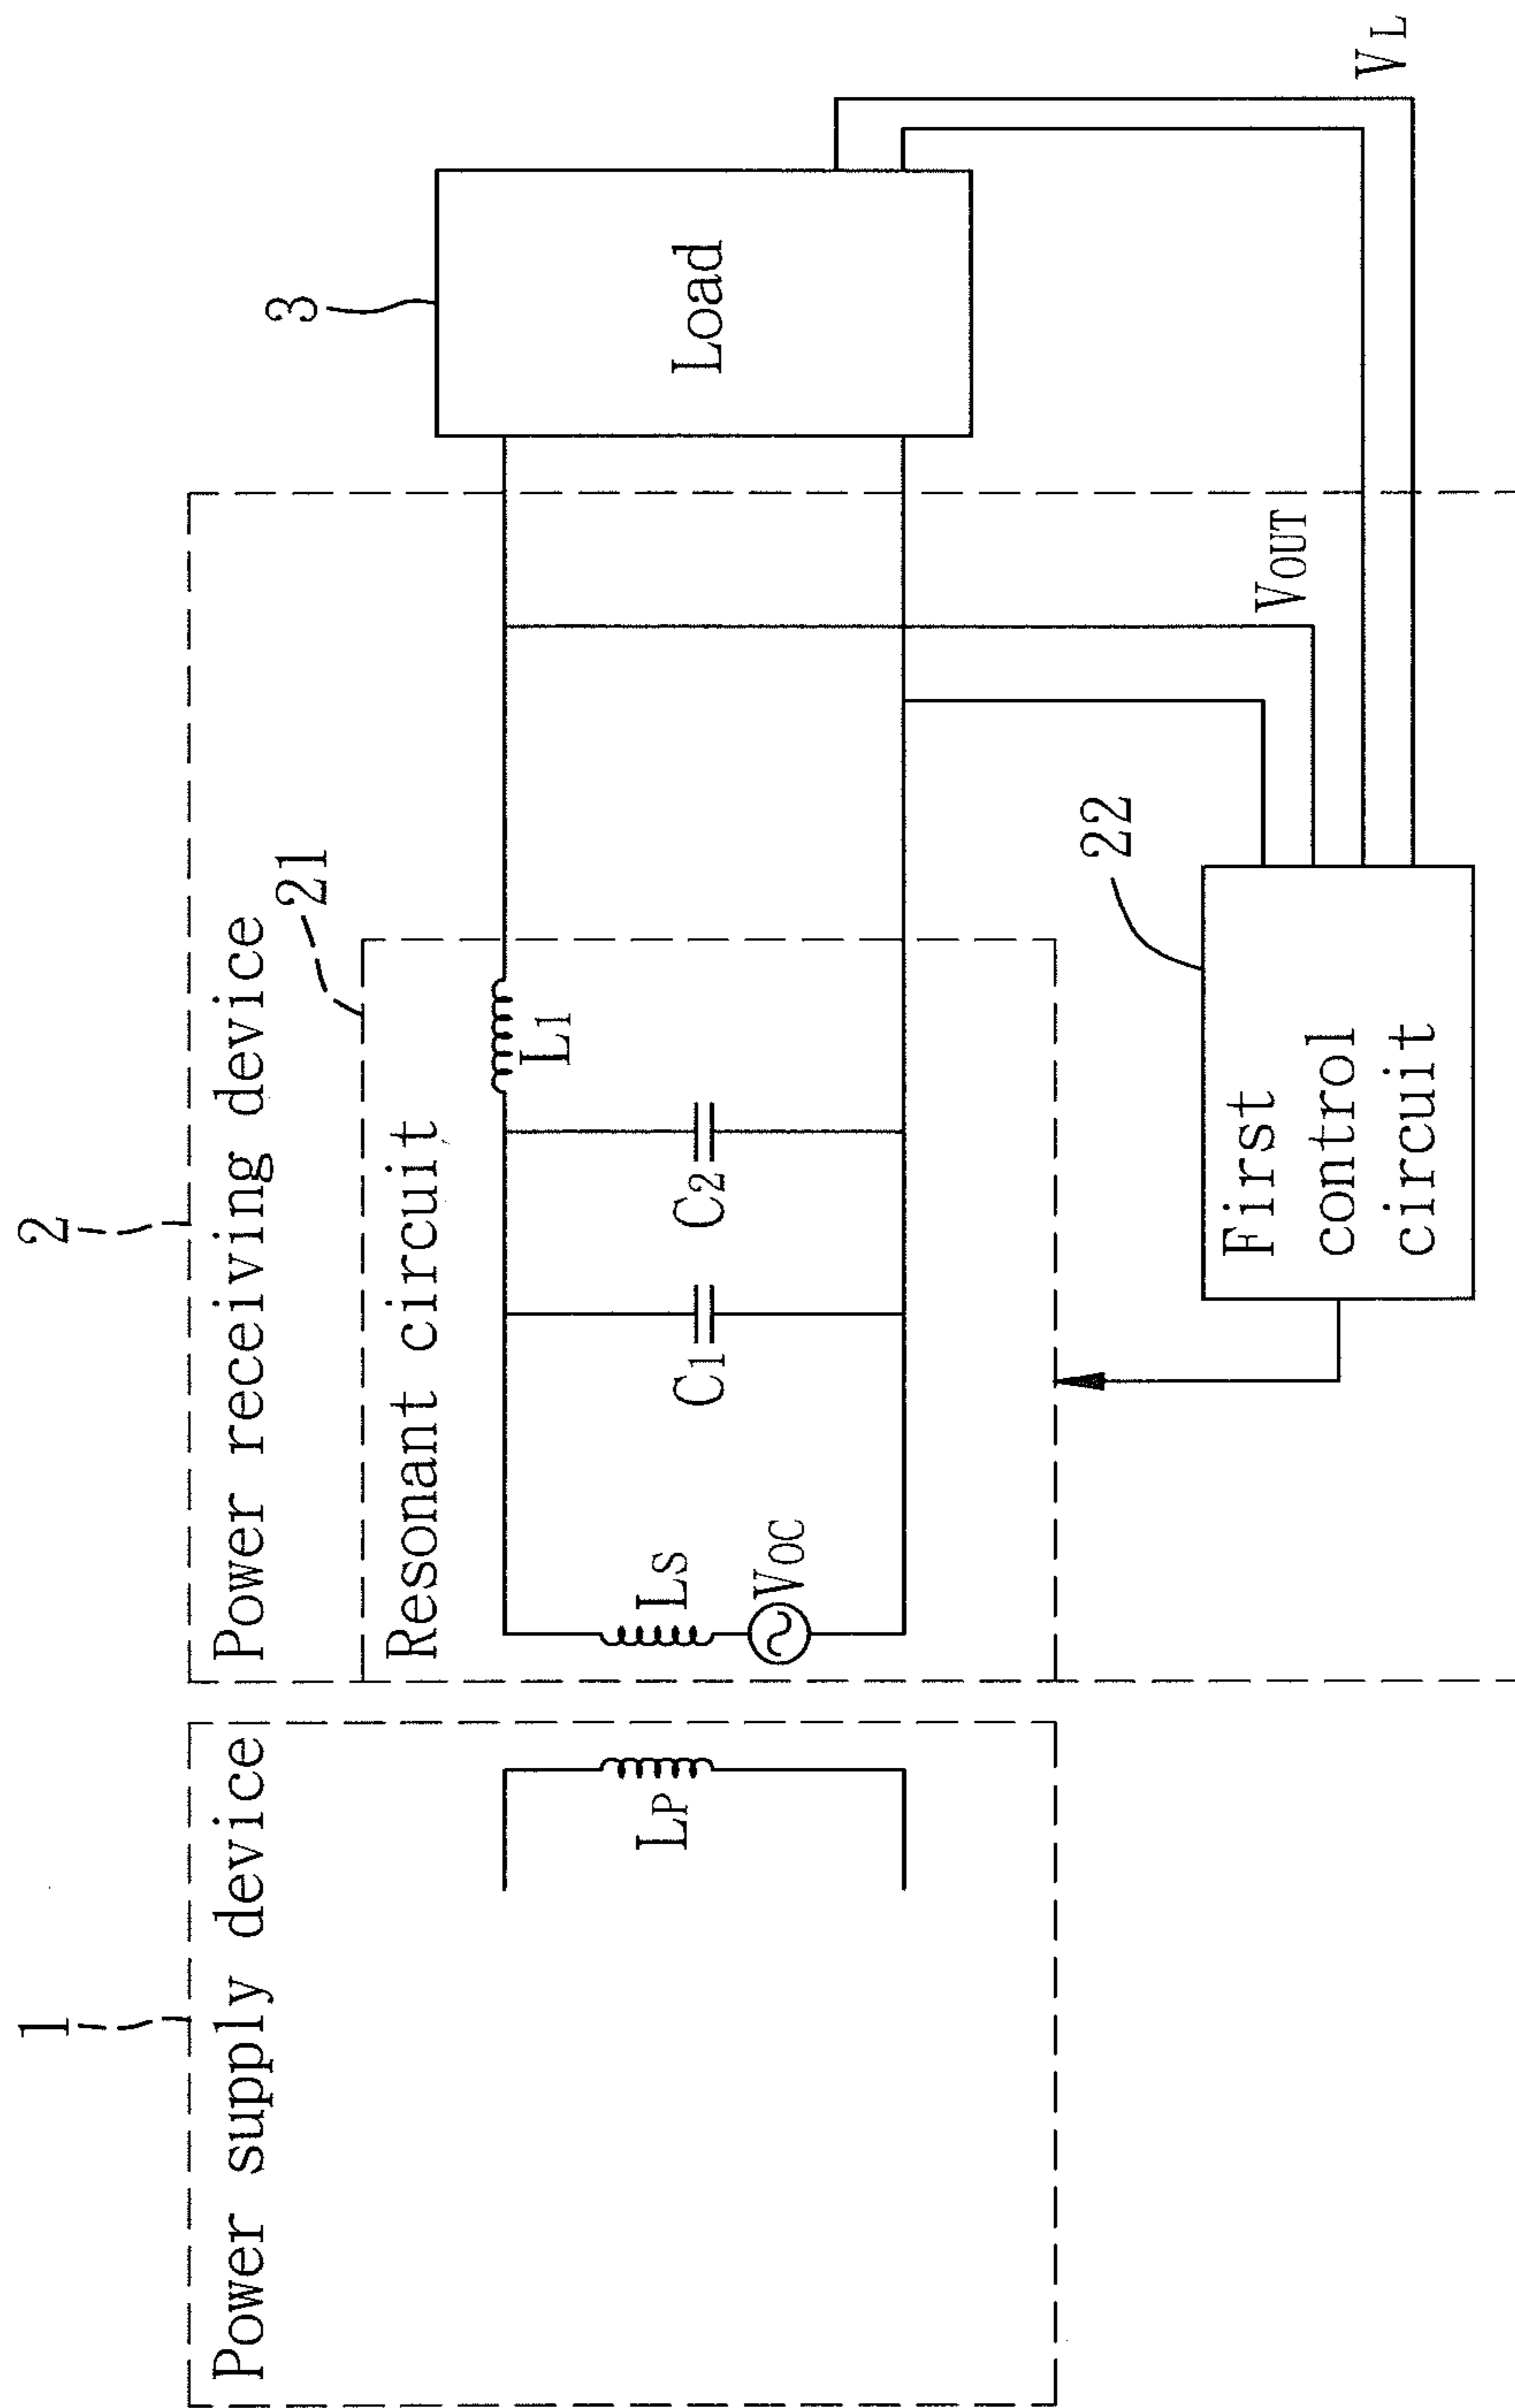 1
Power supply device
LP
2
Power receiving device
21
Resonant circuit
LS
VOC
C1
C2
L1
3
Load
22
First
control
circuit
VOUT
VL